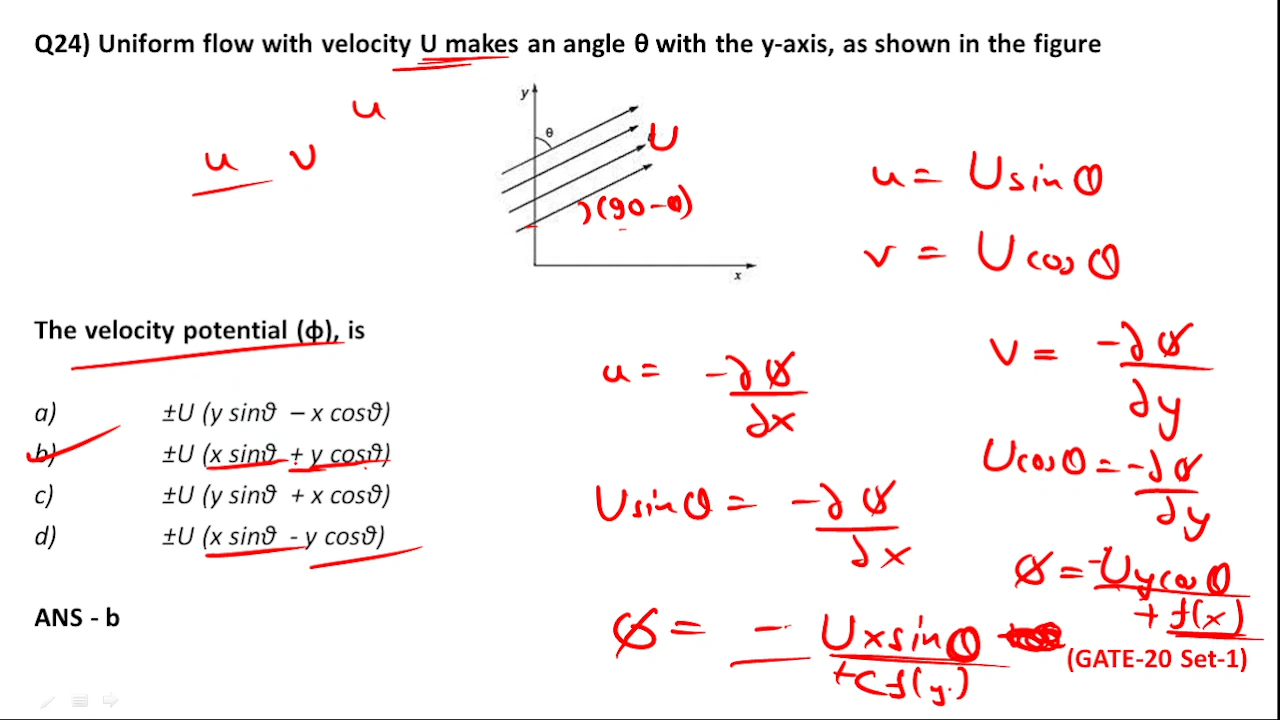 Q24) Uniform flow with velocity U makes an angle θ with the y-axis, as shown in the figure
u
u v
y
θ
U
)(90-θ)
x
u = U sin θ
v = U cos θ
The velocity potential (ϕ), is
a) ±U (y sinϑ – x cosϑ)
b) ±U (x sinϑ + y cosϑ)
c) ±U (y sinϑ + x cosϑ)
d) ±U (x sinϑ - y cosϑ)
ANS - b
u = -∂ϕ/∂x
v = -∂ϕ/∂y
U sin θ = -∂ϕ/∂x
U cos θ = -∂ϕ/∂y
ϕ = - U x sin θ
+ C f(y)
ϕ = -U y cos θ
+ f(x)
(GATE-20 Set-1)